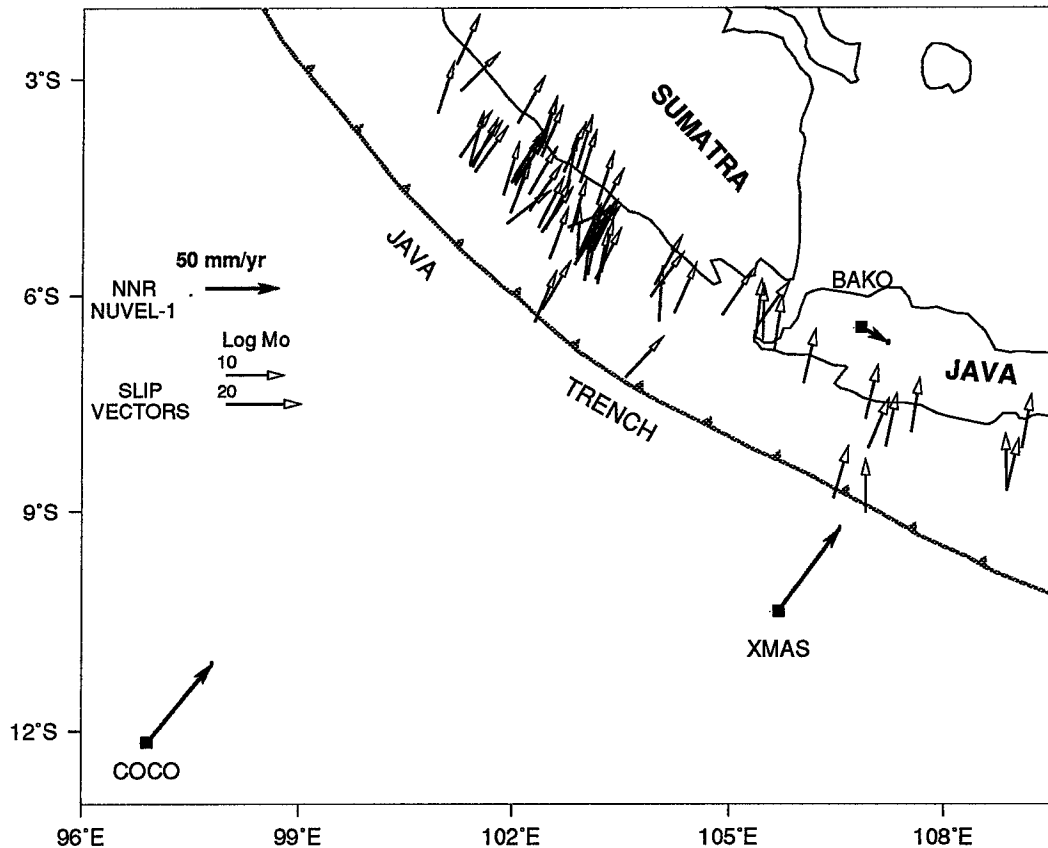 3°S
SUMATRA
JAVA
50 mm/yr
6°S
NNR
NUVEL-1
BAKO
Log Mo
10
SLIP
VECTORS
20
JAVA
TRENCH
9°S
XMAS
12°S
COCO
96°E
99°E
102°E
105°E
108°E